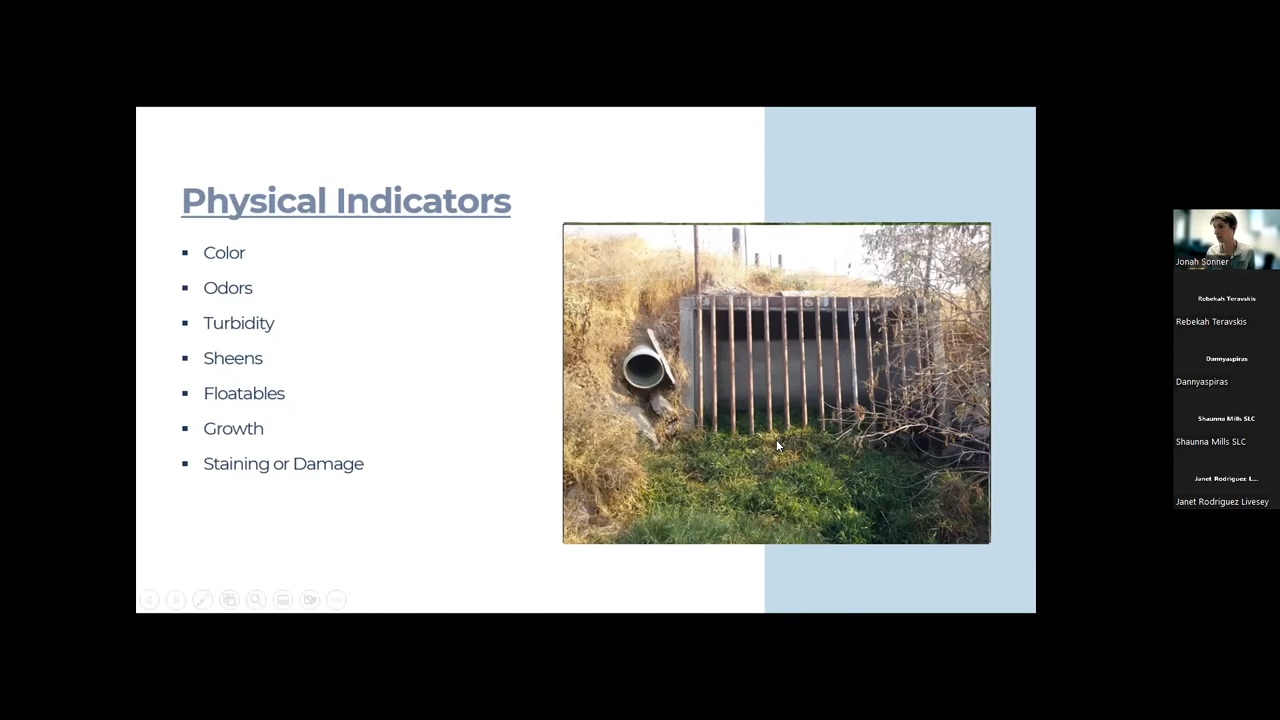 Physical Indicators
Color
Odors
Turbidity
Sheens
Floatables
Growth
Staining or Damage
Jonah Sonner
Rebekah Teravskis
Rebekah Teravskis
Dannyaspiras
Dannyaspiras
Shaunna Mills SLC
Shaunna Mills SLC
Janet Rodriguez L...
Janet Rodriguez Livesey